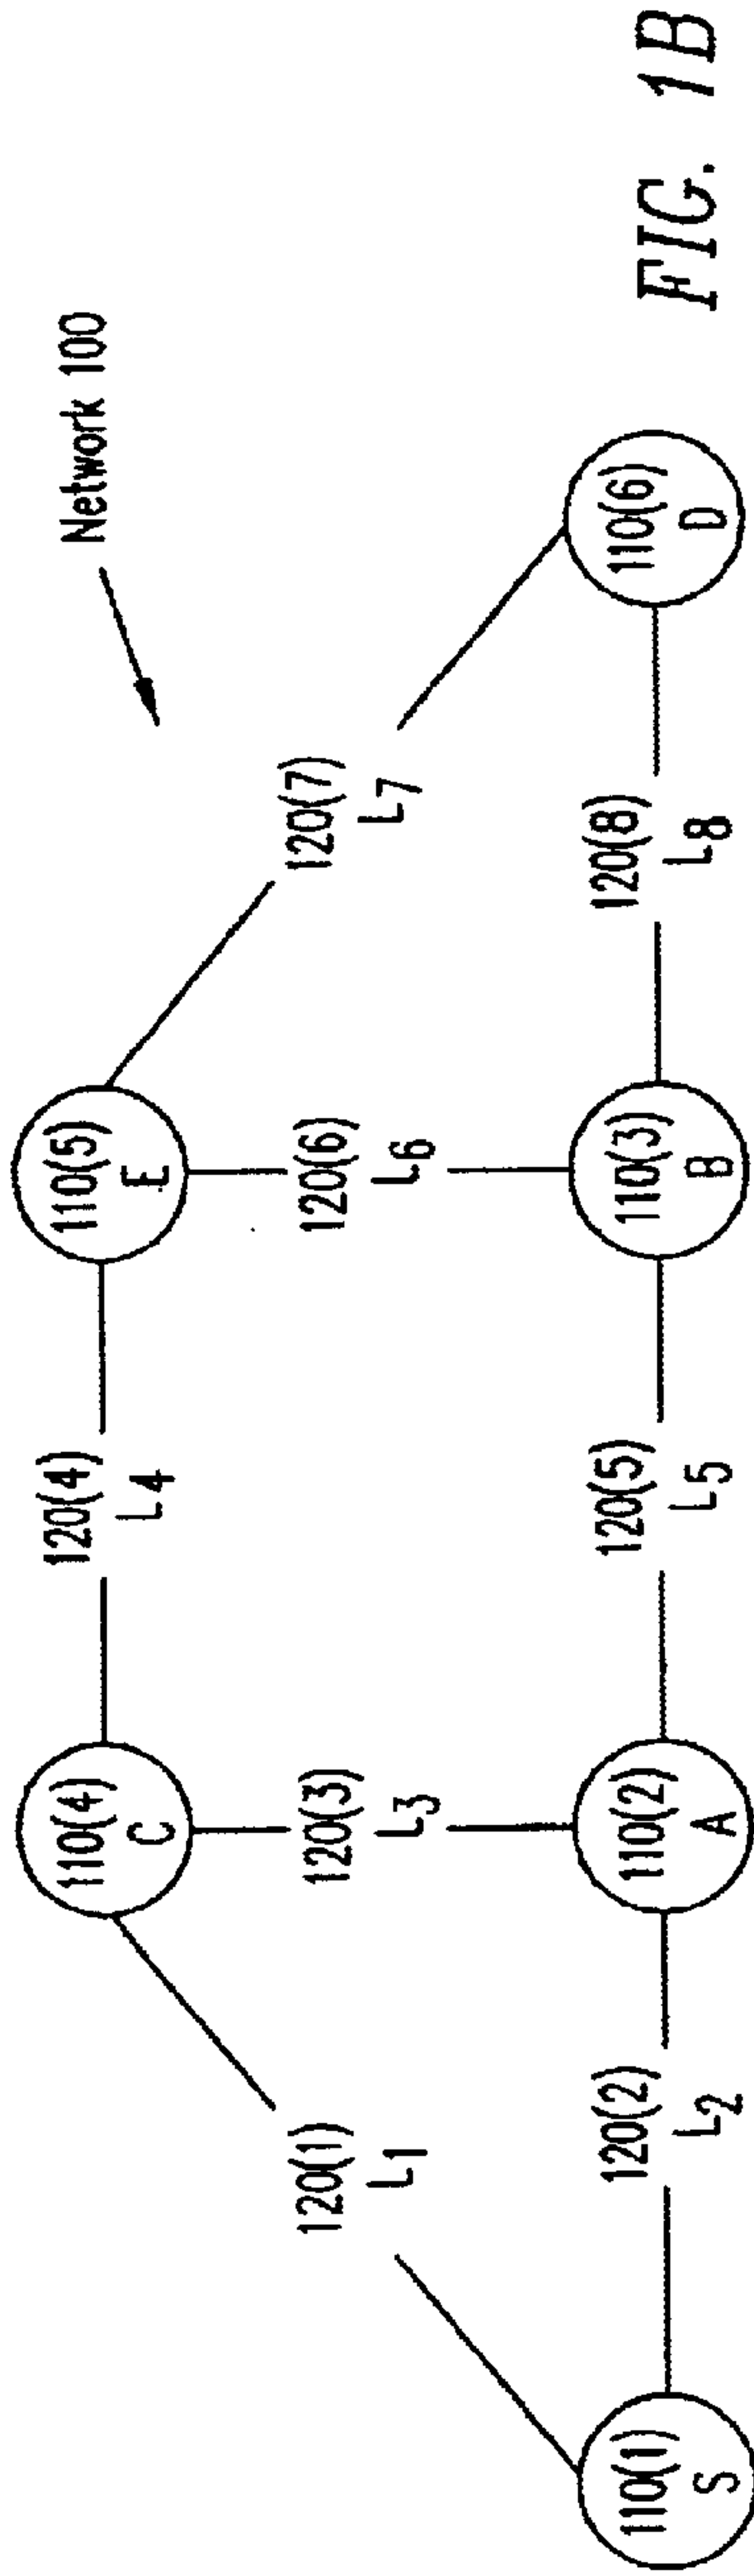 Network 100
110(4)
C
120(4)
L4
110(5)
E
120(1)
L1
120(3)
L3
120(6)
L6
120(7)
L7
110(1)
S
120(2)
L2
110(2)
A
120(5)
L5
110(3)
B
120(8)
L8
110(6)
D
FIG. 1B